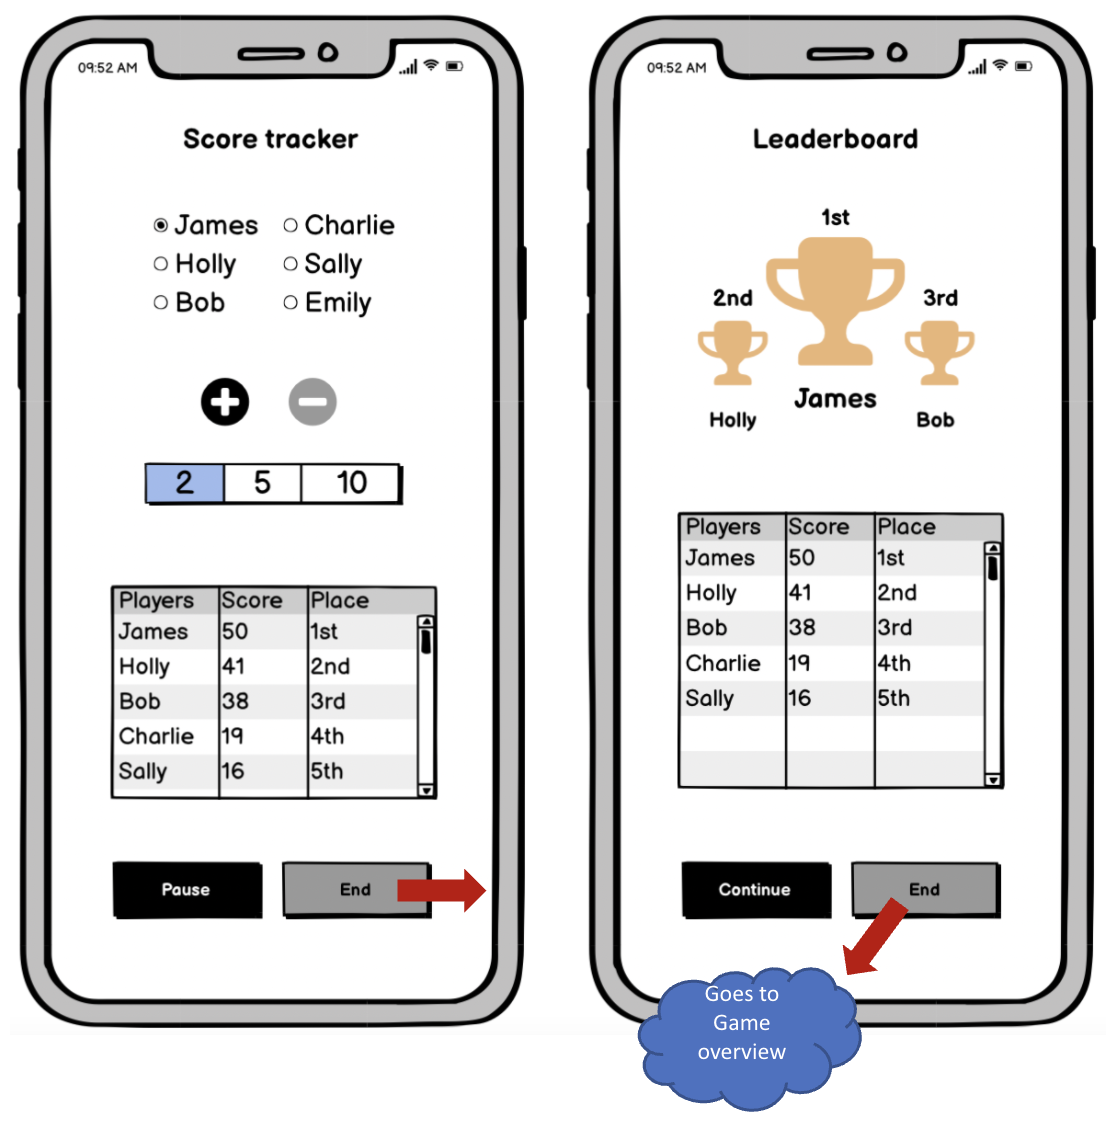 09:52 AM
Score tracker
James Charlie
Holly Sally
Bob Emily
2 5 10
Players Score Place
James 50 1st
Holly 41 2nd
Bob 38 3rd
Charlie 19 4th
Sally 16 5th
Pause End
09:52 AM
Leaderboard
1st
2nd 3rd
James
Holly Bob
Players Score Place
James 50 1st
Holly 41 2nd
Bob 38 3rd
Charlie 19 4th
Sally 16 5th
Continue End
Goes to
Game
overview